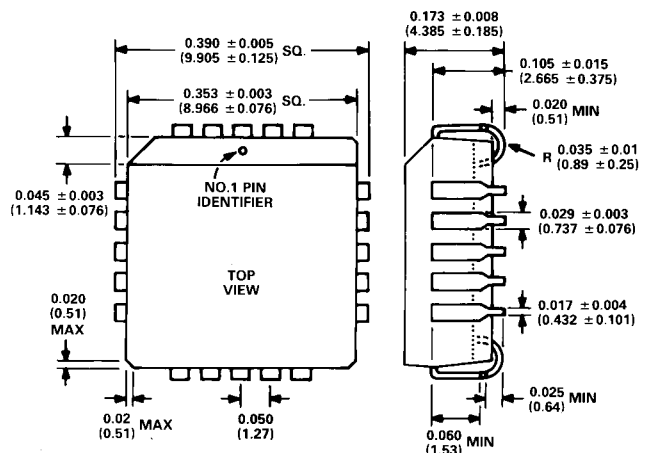 0.390 ±0.005 SQ.
(9.905 ±0.125)
0.353 ±0.003 SQ.
(8.966 ±0.076)
0.045 ±0.003
(1.143 ±0.076)
NO.1 PIN
IDENTIFIER
TOP
VIEW
0.020
(0.51)
MAX
0.02 MAX
(0.51)
0.050
(1.27)
0.173 ±0.008
(4.385 ±0.185)
0.105 ±0.015
(2.665 ±0.375)
0.020 MIN
(0.51)
R 0.035 ±0.01
(0.89 ±0.25)
0.029 ±0.003
(0.737 ±0.076)
0.017 ±0.004
(0.432 ±0.101)
0.025 MIN
(0.64)
0.060 MIN
(1.53)